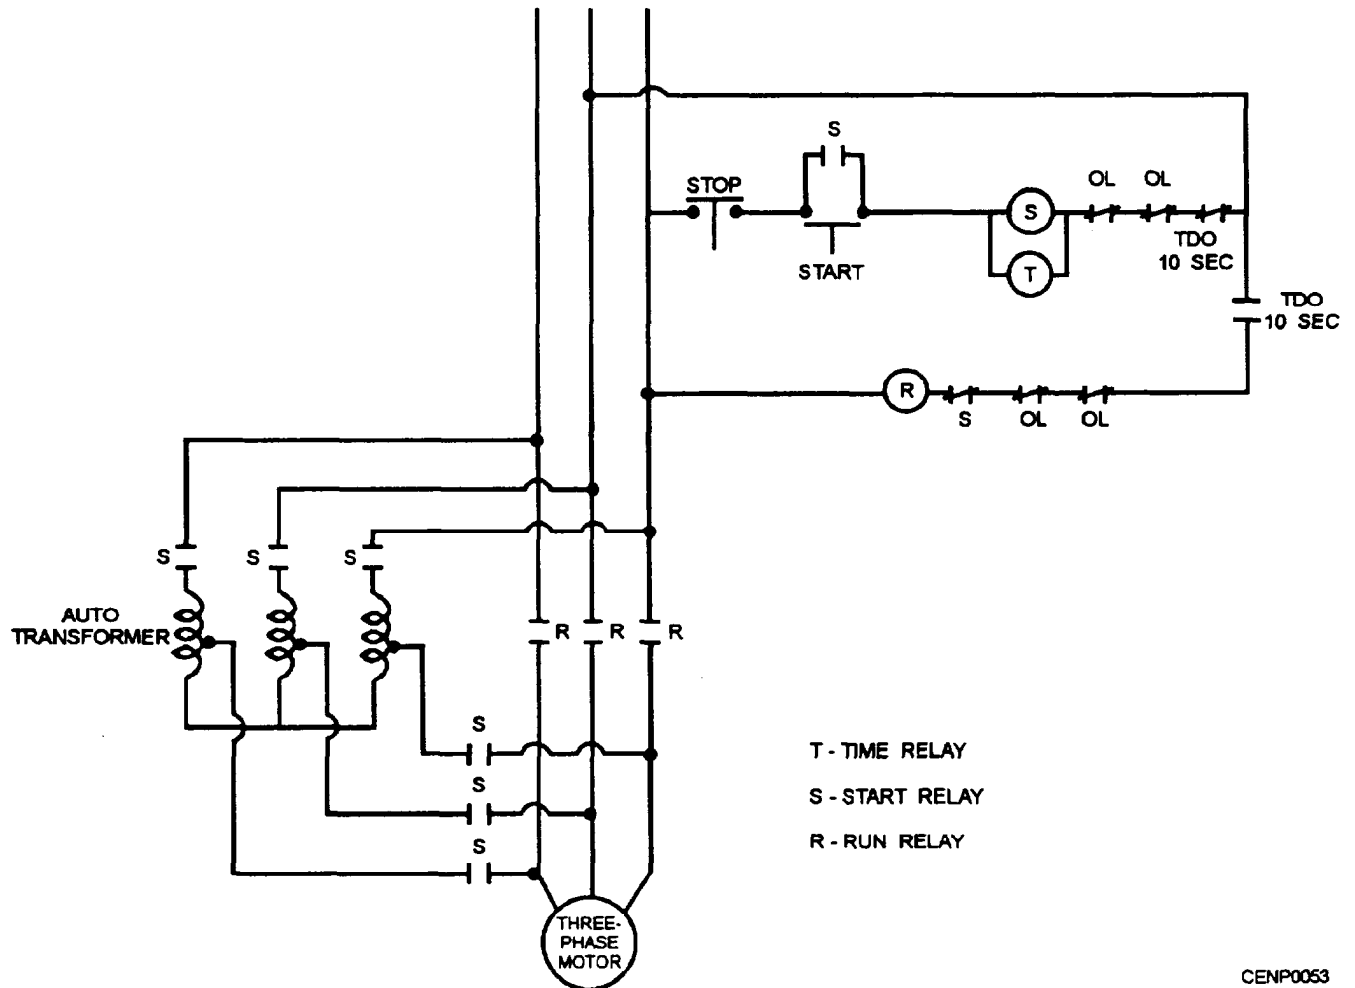 S
STOP
OL OL
S
START
T
TDO
10 SEC
TDO
10 SEC
R
S
OL
OL
S
S
S
AUTO
TRANSFORMER
R
R
R
S
S
S
T - TIME RELAY
S - START RELAY
R - RUN RELAY
THREE-
PHASE
MOTOR
CENP0053